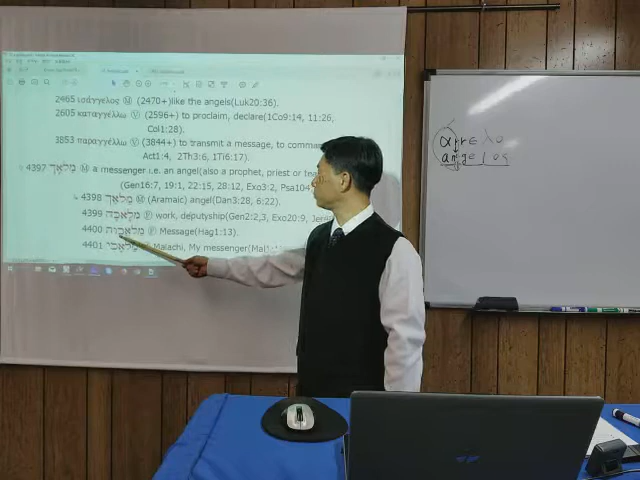 2465 ισάγγελος Ⓜ (2470+)like the angels(Luk20:36).
2605 καταγγέλλω Ⓥ (2596+) to proclaim, declare(1Co9:14, 11:26,
Col1:28).
3853 παραγγέλλω Ⓥ (3844+) to transmit a message, to
Act1:4, 2Th3:6, 1Ti6:17).
4397 מַלְאָךְ Ⓜ a messenger i.e. an angel(also a prophet, priest or
(Gen16:7, 19:1, 22:15, 28:12, Exo3:2, Psa104
4398 מַלְאַךְ Ⓜ (Aramaic) angel(Dan3:28, 6:22).
4399 מְלָאכָה Ⓕ work, deputyship(Gen2:2,3, Exo20:9,
4400 מַלְאֲכוּת Ⓕ Message(Hag1:13).
4401 מַלְאָכִי Malachi, My messenger(Mal1:
angelos